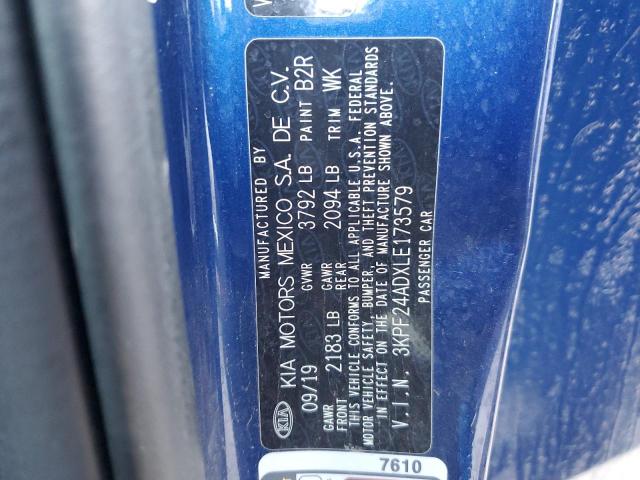 MANUFACTURED BY
KIA KIA MOTORS MEXICO S.A. DE C.V.
09/19 GVWR 3792 LB PAINT B2R
GAWR FRONT 2183 LB GAWR REAR 2094 LB TRIM WK
THIS VEHICLE CONFORMS TO ALL APPLICABLE U.S.A. FEDERAL
MOTOR VEHICLE SAFETY, BUMPER, AND THEFT PREVENTION STANDARDS
IN EFFECT ON THE DATE OF MANUFACTURE SHOWN ABOVE.
V.I.N. 3KPF24ADXLE173579
PASSENGER CAR
7610